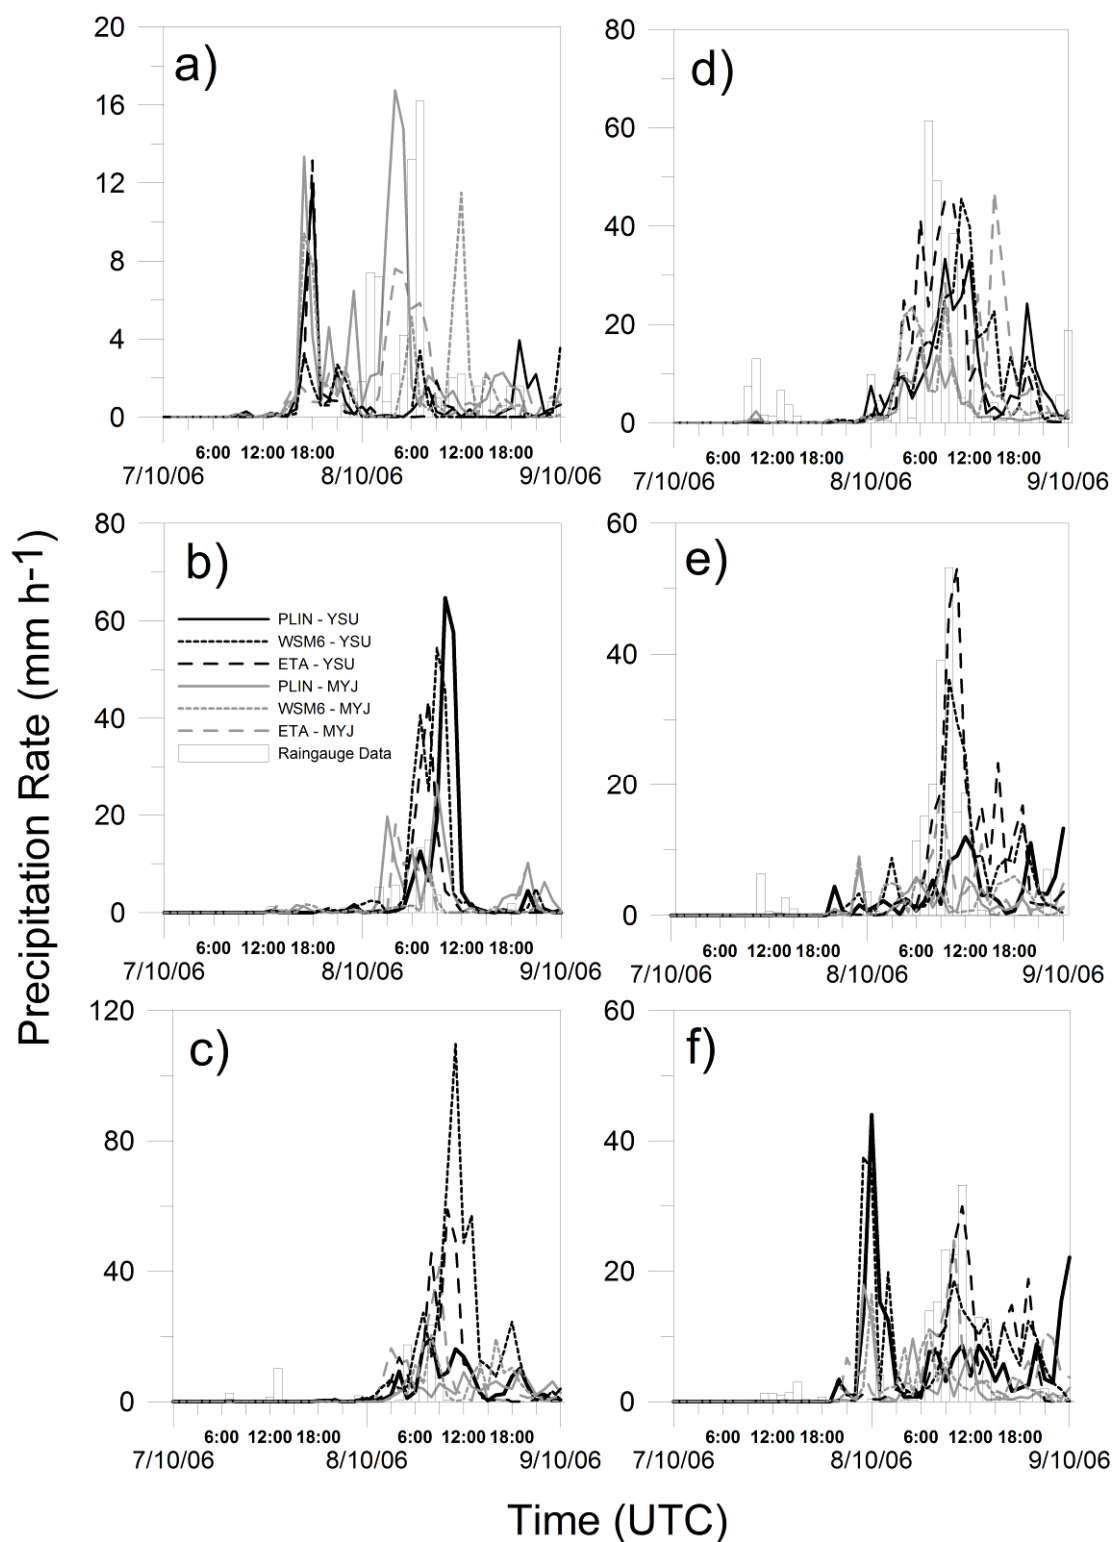 Precipitation Rate (mm h-1)
a)
20
16
12
8
4
0
6:00 12:00 18:00 6:00 12:00 18:00
7/10/06 8/10/06 9/10/06
d)
80
60
40
20
0
6:00 12:00 18:00 6:00 12:00 18:00
7/10/06 8/10/06 9/10/06
b)
80
60
40
20
0
PLIN - YSU
WSM6 - YSU
ETA - YSU
PLIN - MYJ
WSM6 - MYJ
ETA - MYJ
Raingauge Data
6:00 12:00 18:00 6:00 12:00 18:00
7/10/06 8/10/06 9/10/06
e)
60
40
20
0
6:00 12:00 18:00 6:00 12:00 18:00
7/10/06 8/10/06 9/10/06
c)
120
80
40
0
6:00 12:00 18:00 6:00 12:00 18:00
7/10/06 8/10/06 9/10/06
f)
60
40
20
0
6:00 12:00 18:00 6:00 12:00 18:00
7/10/06 8/10/06 9/10/06
Time (UTC)